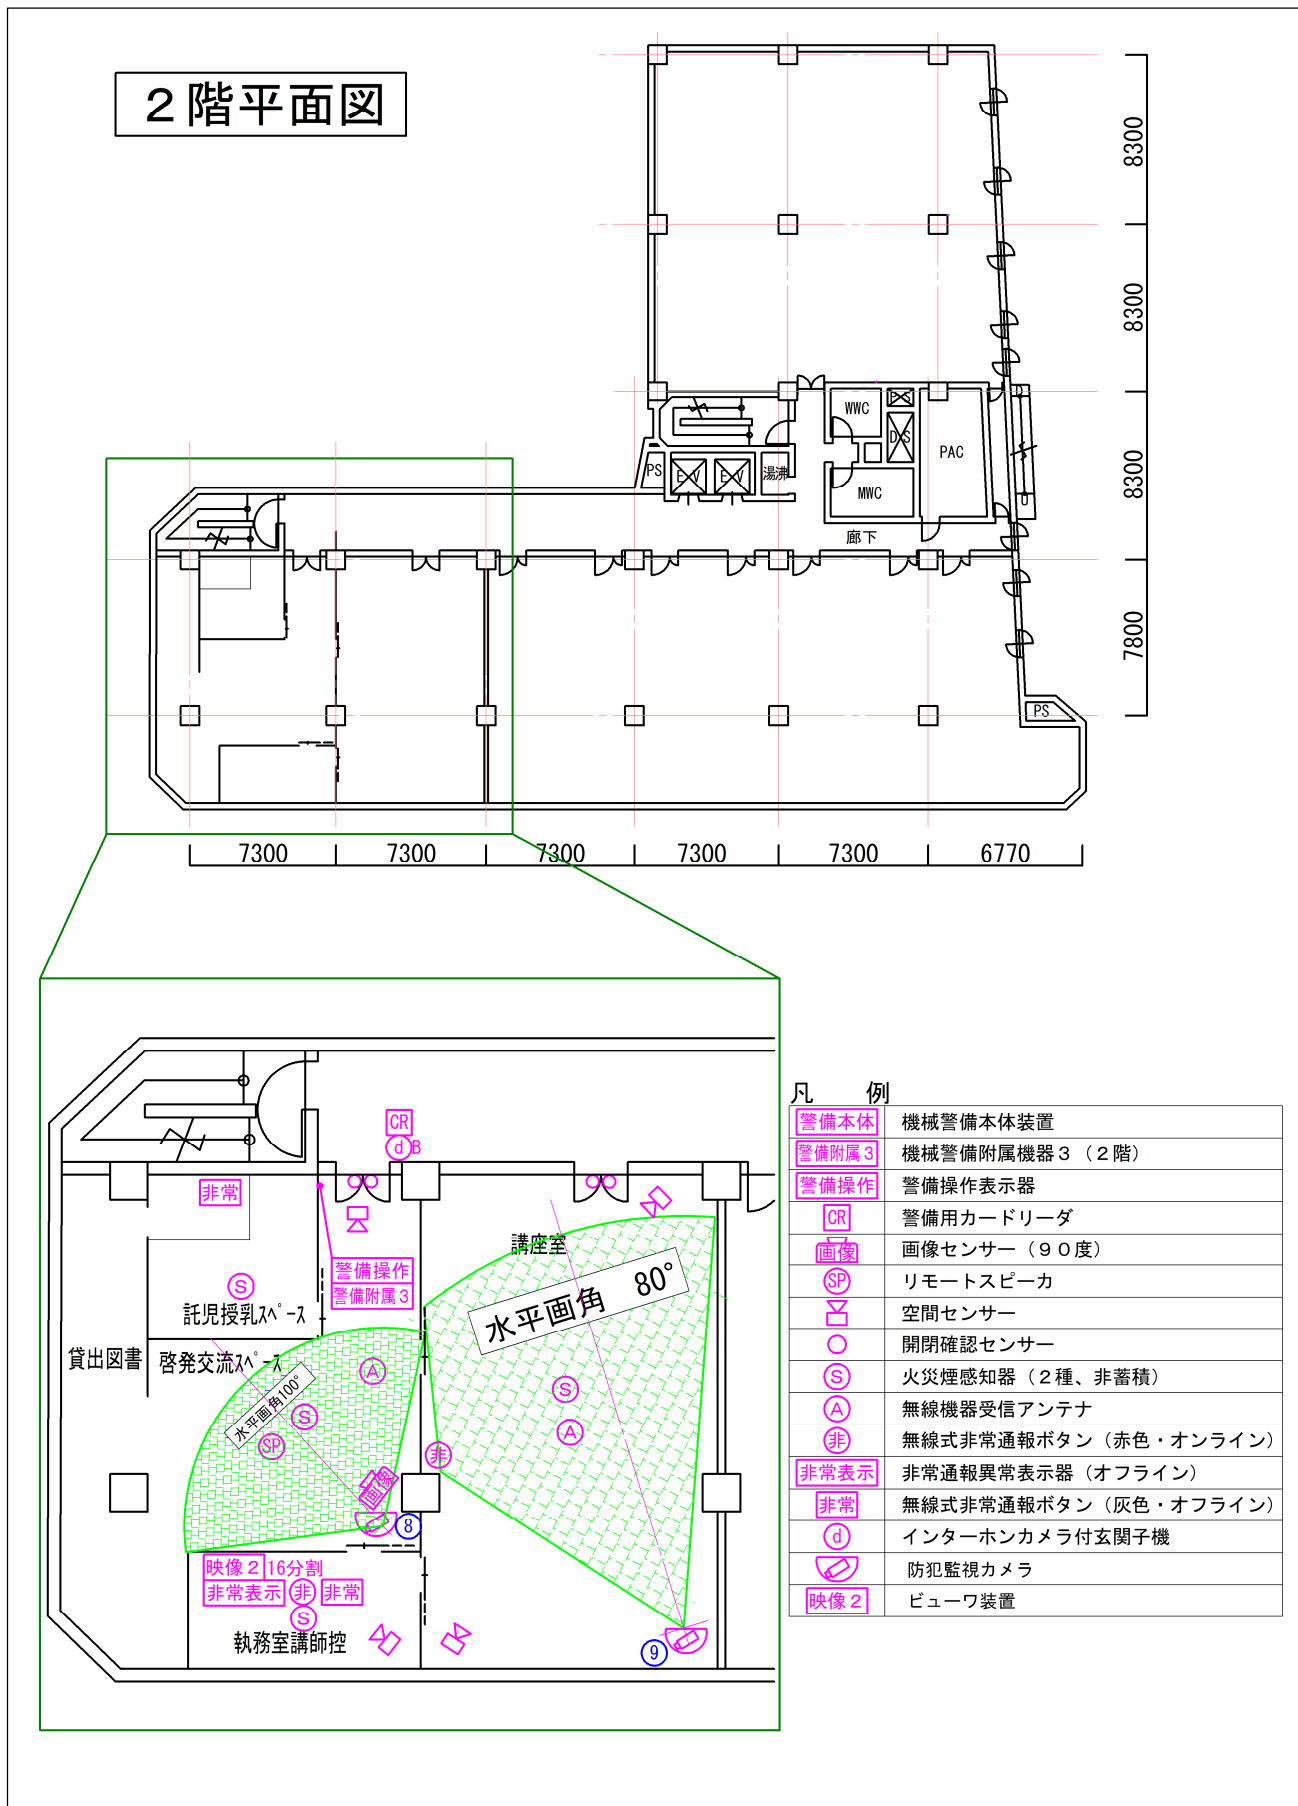 ２階平面図
8300
8300
8300
7800
WWC
PS
DS
PAC
D
U
PS
EV
EV
湯沸
MWC
廊下
PS
7300
7300
7300
7300
7300
6770
CR
d B
非常
講座室
警備操作
警備附属３
水平画角 80°
S
託児授乳ｽﾍﾟｰｽ
貸出図書
啓発交流ｽﾍﾟｰｽ
A
水平画角100°
S
S
SP
A
非
画像
8
映像２ 16分割
非常表示 非 非常
S
執務室講師控
9
凡 例
警備本体 機械警備本体装置
警備附属３ 機械警備附属機器３（２階）
警備操作 警備操作表示器
CR 警備用カードリーダ
画像 画像センサー（９０度）
SP リモートスピーカ
空間センサー
開閉確認センサー
S 火災煙感知器（２種、非蓄積）
A 無線機器受信アンテナ
非 無線式非常通報ボタン（赤色・オンライン）
非常表示 非常通報異常表示器（オフライン）
非常 無線式非常通報ボタン（灰色・オフライン）
d インターホンカメラ付玄関子機
防犯監視カメラ
映像２ ビューワ装置